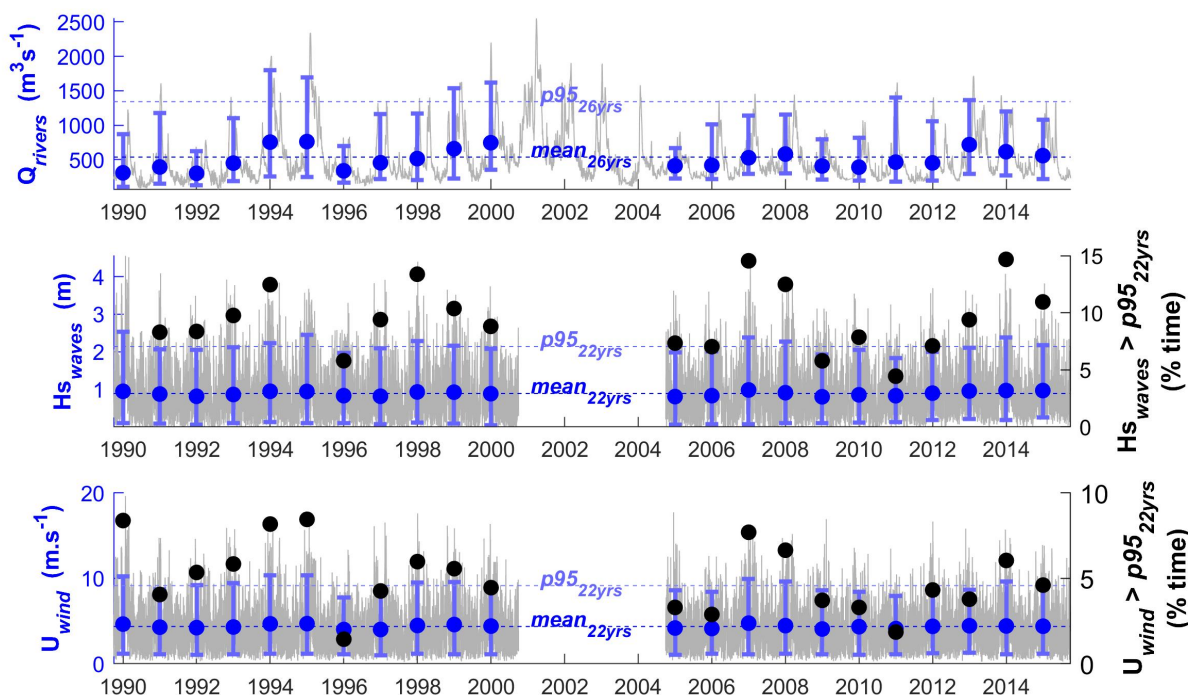 Q_rivers (m³s⁻¹)
2500
2000
1500
1000
500
p95_26yrs
mean_26yrs
1990 1992 1994 1996 1998 2000 2002 2004 2006 2008 2010 2012 2014
Hs_waves (m)
4
3
2
1
p95_22yrs
mean_22yrs
15
10
5
0
Hs_waves > p95_22yrs
(% time)
1990 1992 1994 1996 1998 2000 2002 2004 2006 2008 2010 2012 2014
U_wind (m.s⁻¹)
20
10
0
p95_22yrs
mean_22yrs
10
5
0
U_wind > p95_22yrs
(% time)
1990 1992 1994 1996 1998 2000 2002 2004 2006 2008 2010 2012 2014